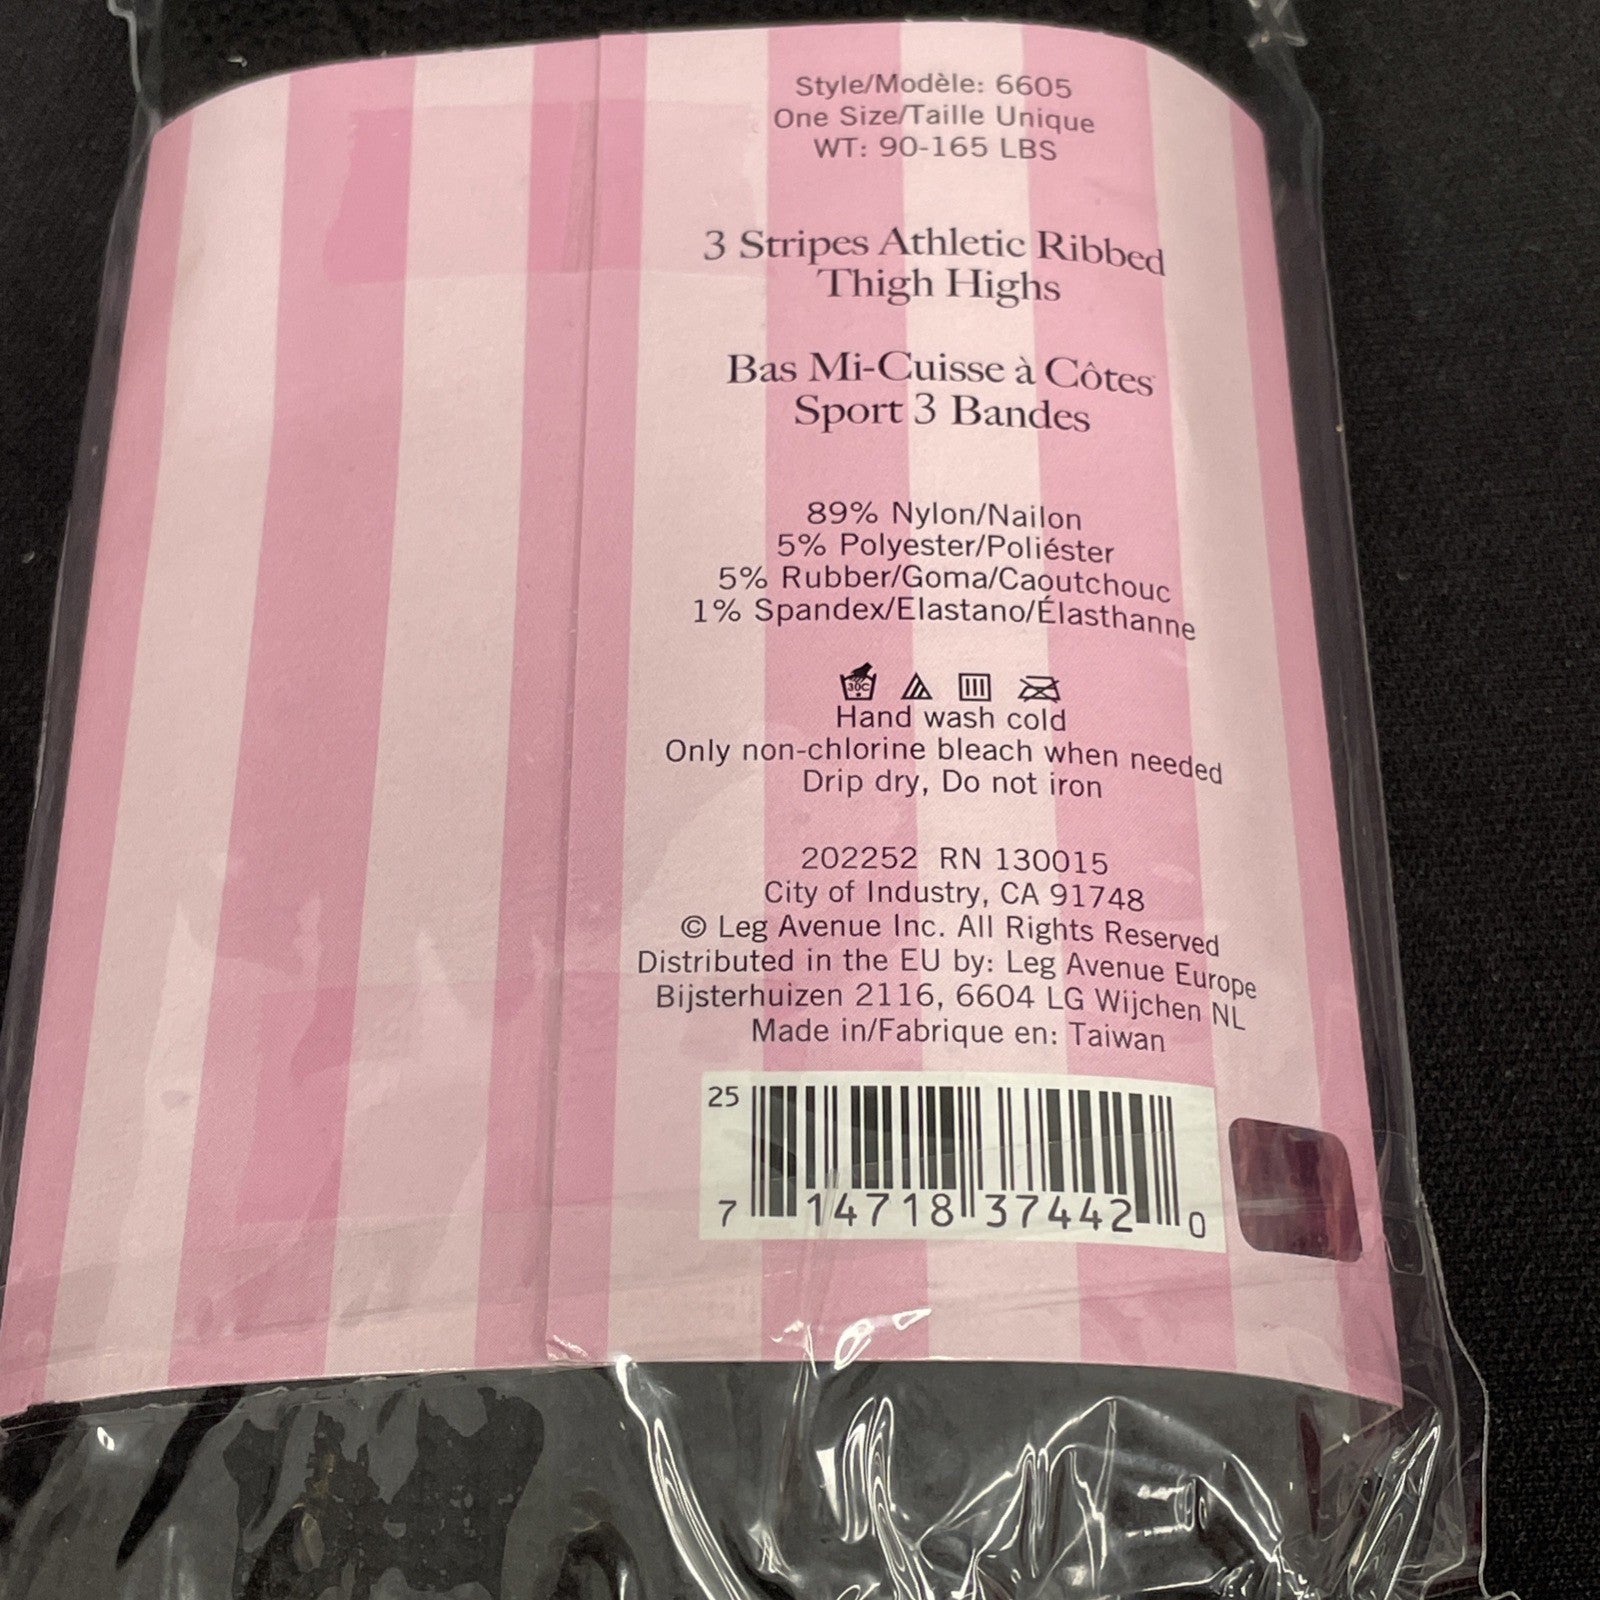 Style/Modèle: 6605
One Size/Taille Unique
WT: 90-165 LBS
3 Stripes Athletic Ribbed
Thigh Highs
Bas Mi-Cuisse à Côtes
Sport 3 Bandes
89% Nylon/Nailon
5% Polyester/Poliéster
5% Rubber/Goma/Caoutchouc
1% Spandex/Elastano/Élasthanne
30C
Hand wash cold
Only non-chlorine bleach when needed
Drip dry, Do not iron
202252 RN 130015
City of Industry, CA 91748
© Leg Avenue Inc. All Rights Reserved
Distributed in the EU by: Leg Avenue Europe
Bijsterhuizen 2116, 6604 LG Wijchen NL
Made in/Fabrique en: Taiwan
25
7 14718 37442 0